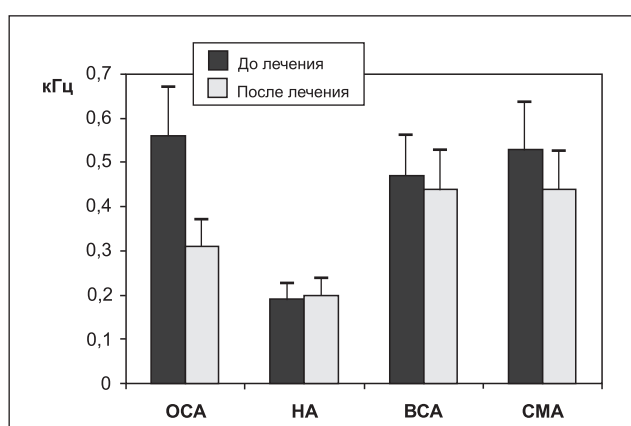 До лечения
После лечения
кГц
0,7
0,6
0,5
0,4
0,3
0,2
0,1
0
ОСА НА ВСА СМА